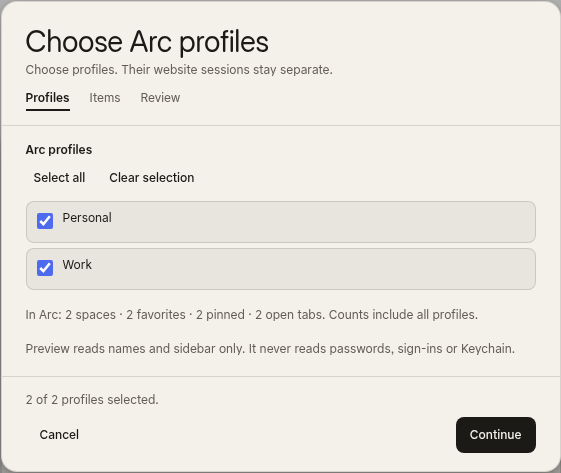 Choose Arc profiles
Choose profiles. Their website sessions stay separate.
Profiles Items Review
Arc profiles
Select all Clear selection
Personal
Work
In Arc: 2 spaces · 2 favorites · 2 pinned · 2 open tabs. Counts include all profiles.
Preview reads names and sidebar only. It never reads passwords, sign-ins or Keychain.
2 of 2 profiles selected.
Cancel Continue